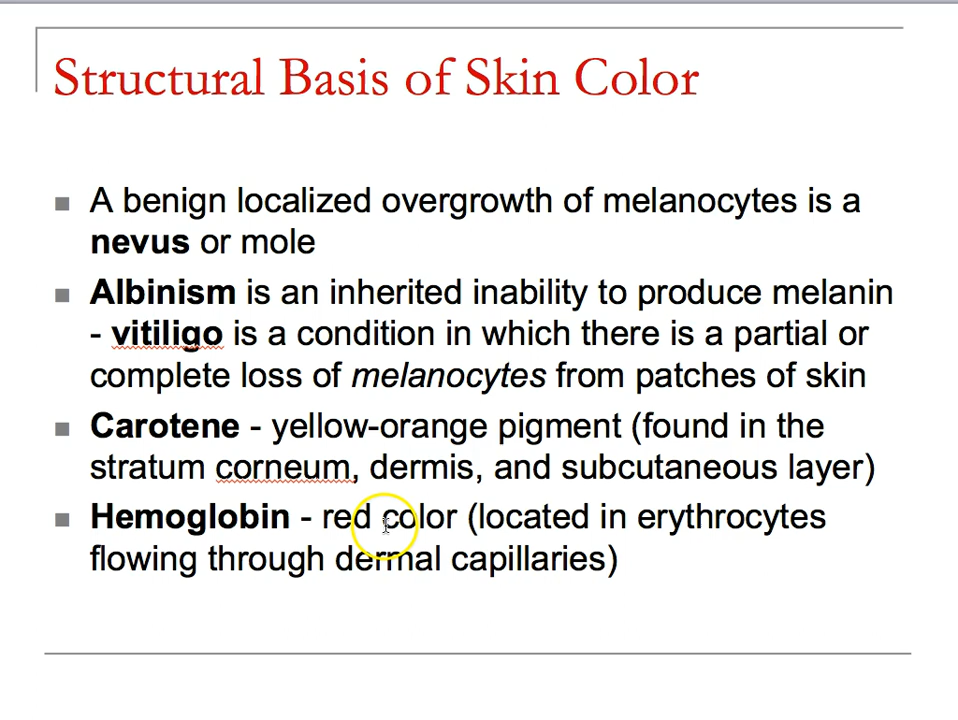 Structural Basis of Skin Color
A benign localized overgrowth of melanocytes is a
nevus or mole
Albinism is an inherited inability to produce melanin
- vitiligo is a condition in which there is a partial or
complete loss of melanocytes from patches of skin
Carotene - yellow-orange pigment (found in the
stratum corneum, dermis, and subcutaneous layer)
Hemoglobin - red color (located in erythrocytes
flowing through dermal capillaries)